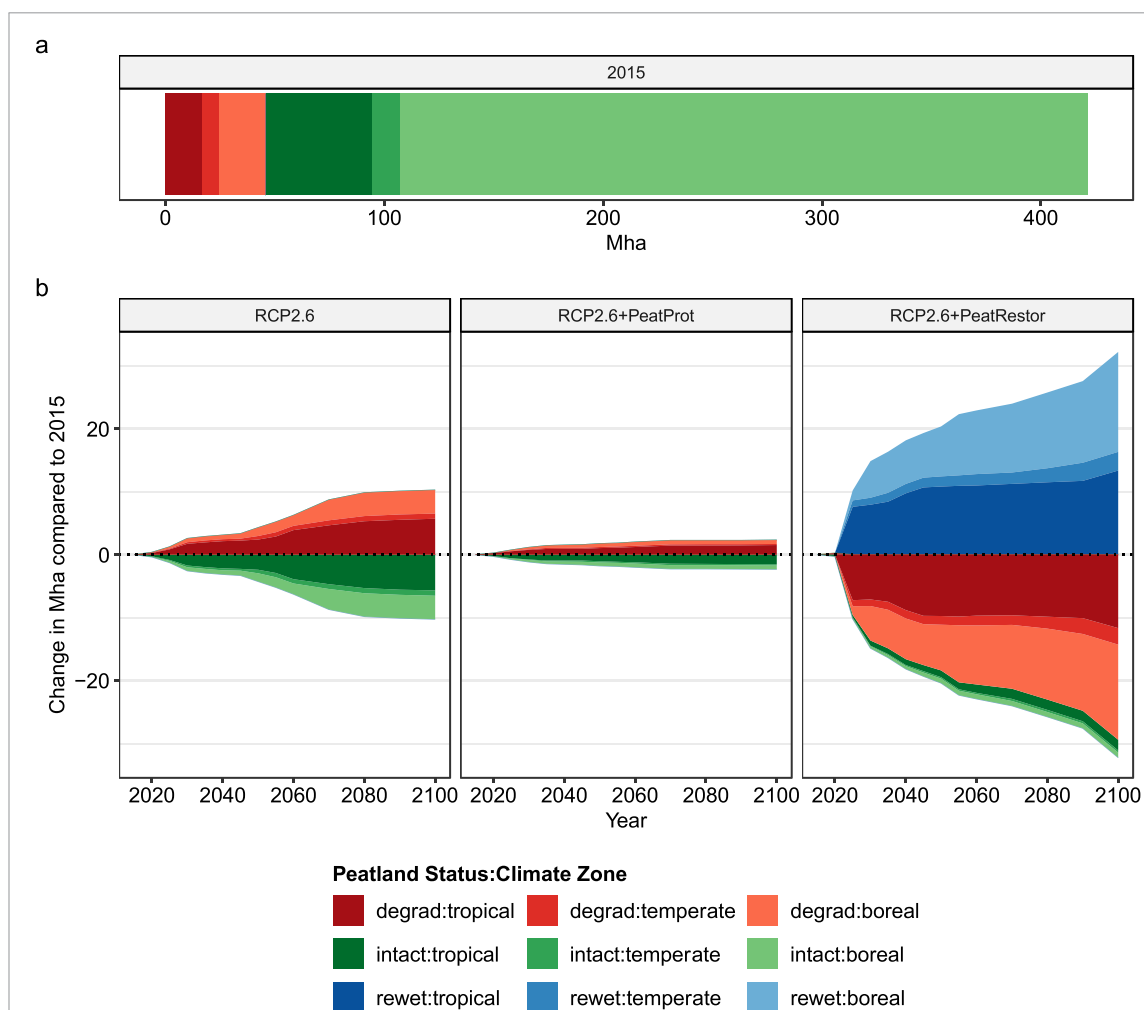 a
2015
0 100 200 300 400
Mha
b
RCP2.6 RCP2.6+PeatProt RCP2.6+PeatRestor
Change in Mha compared to 2015
20
0
−20
2020 2040 2060 2080 2100 2020 2040 2060 2080 2100 2020 2040 2060 2080 2100
Year
Peatland Status:Climate Zone
degrad:tropical degrad:temperate degrad:boreal
intact:tropical intact:temperate intact:boreal
rewet:tropical rewet:temperate rewet:boreal